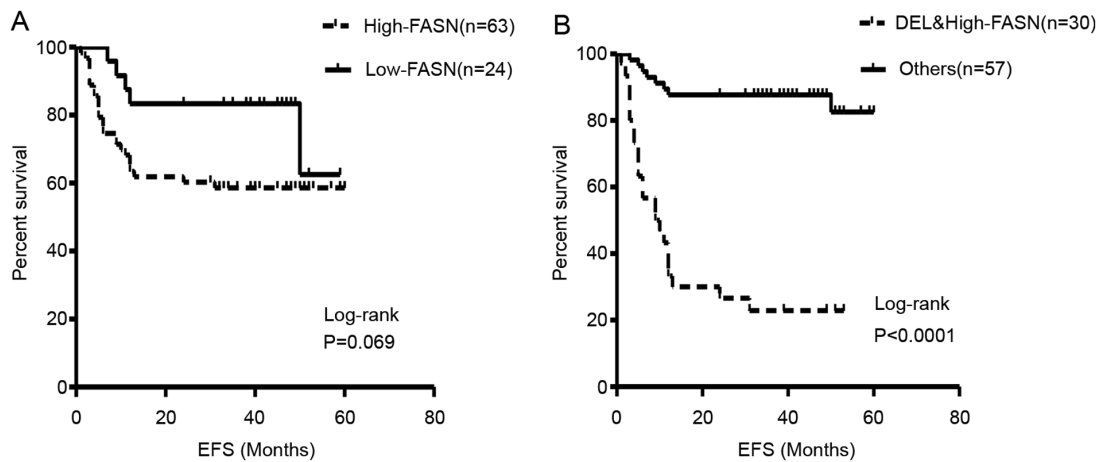 A
High-FASN(n=63)
Low-FASN(n=24)
100
80
60
40
20
0
Percent survival
Log-rank
P=0.069
0 20 40 60 80
EFS (Months)
B
DEL&High-FASN(n=30)
Others(n=57)
100
80
60
40
20
0
Percent survival
Log-rank
P<0.0001
0 20 40 60 80
EFS (Months)